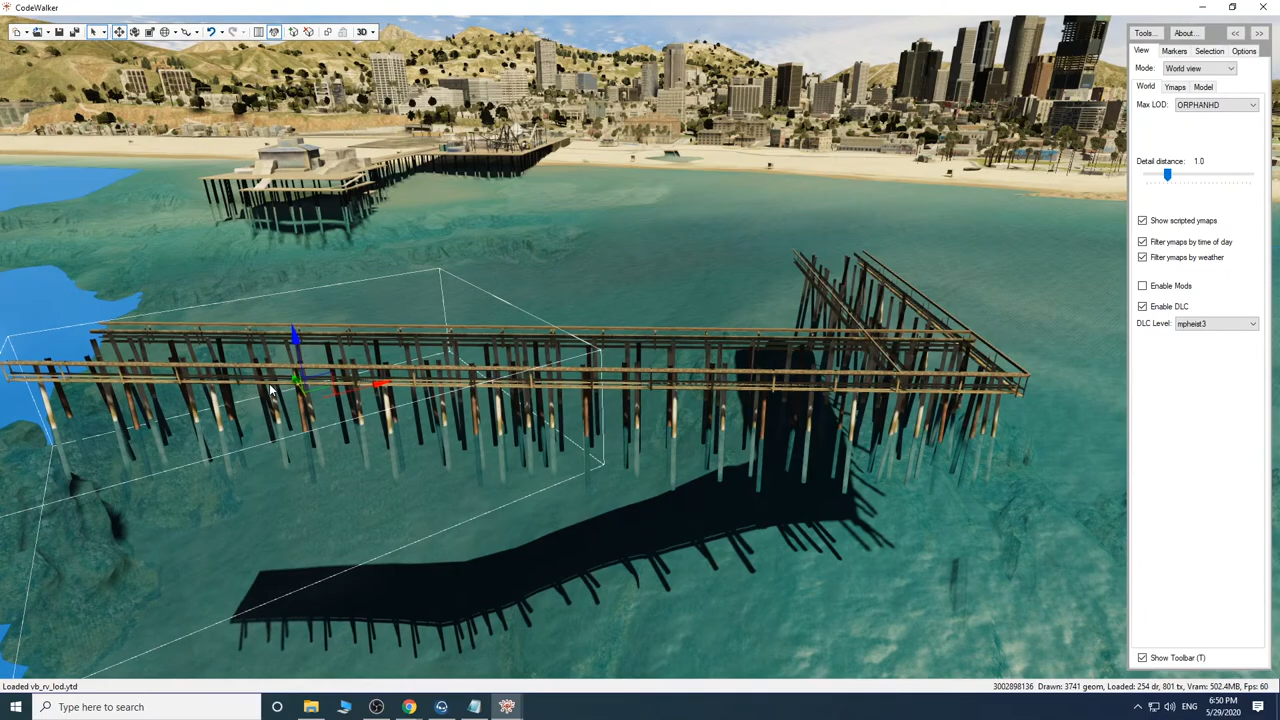 CodeWalker
3D
Tools...
About...
<<
>>
View
Markers
Selection
Options
Mode:
World view
World
Ymaps
Model
Max LOD:
ORPHANHD
Detail distance:
1.0
Show scripted ymaps
Filter ymaps by time of day
Filter ymaps by weather
Enable Mods
Enable DLC
DLC Level:
mpheist3
Show Toolbar (T)
Loaded vb_rv_lod.ytd
3002898136 Drawn: 3741 geom, Loaded: 254 dr, 801 tx, Vram: 502.4MB, Fps: 60
Type here to search
ENG
6:50 PM
5/29/2020